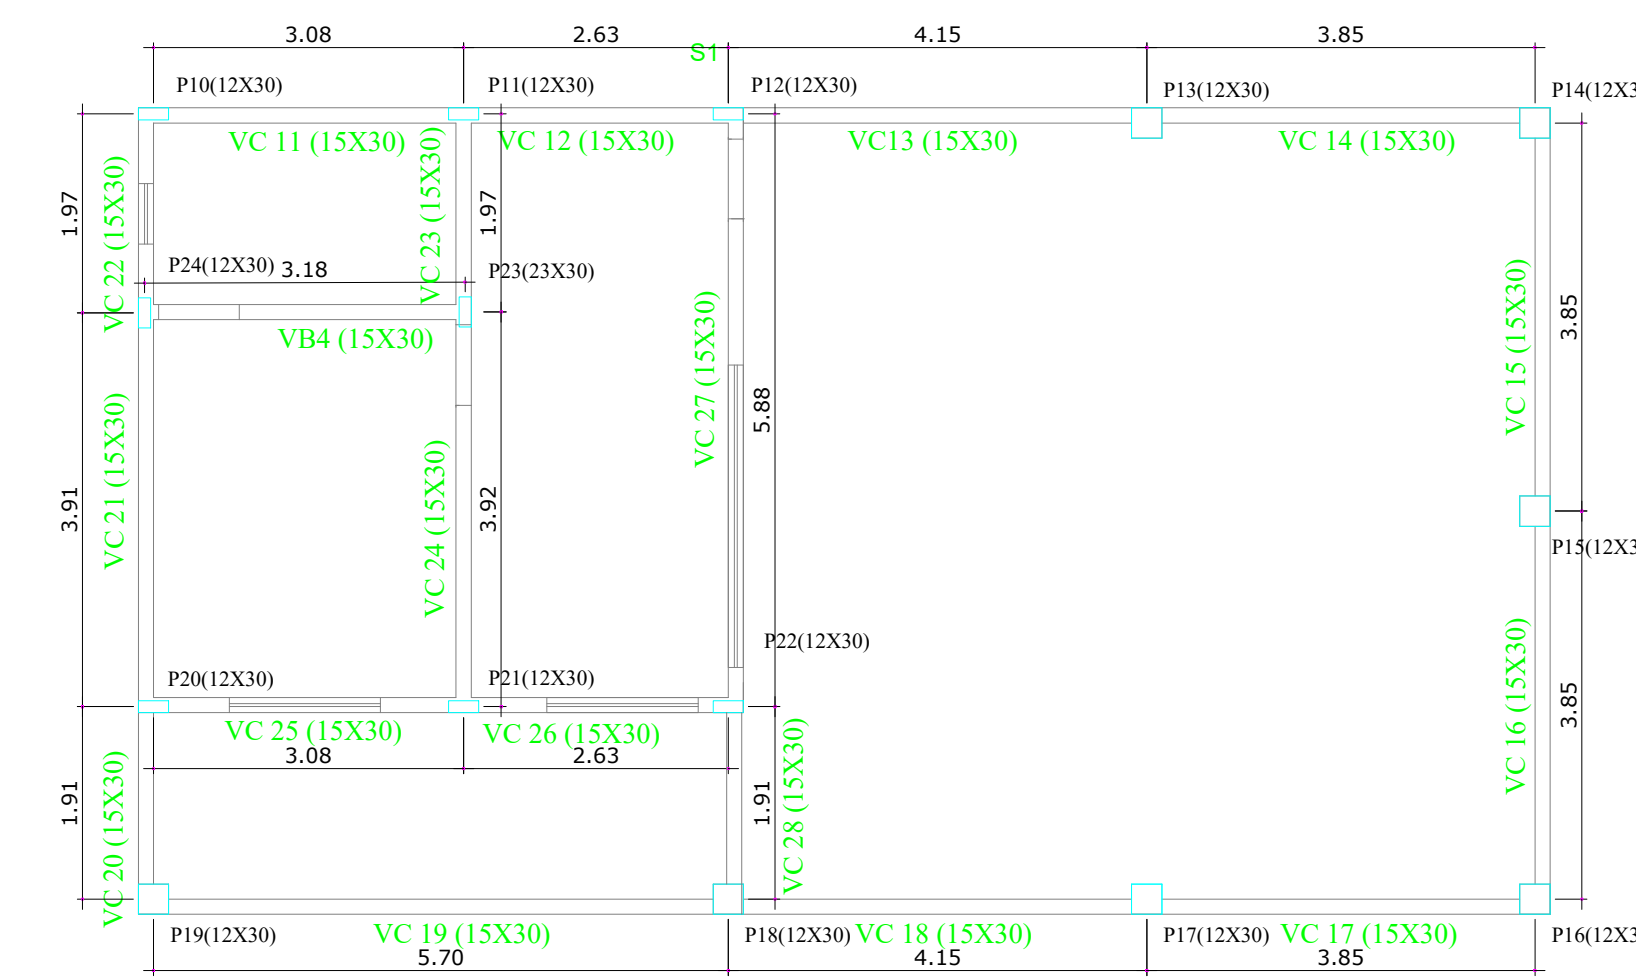 3.08
2.63
4.15
3.85
S1
P10(12X30)
P11(12X30)
P12(12X30)
P13(12X30)
P14(12X3
VC 11 (15X30)
VC 12 (15X30)
VC13 (15X30)
VC 14 (15X30)
1.97
VC 22 (15X30)
VC 23 (15X30)
1.97
P24(12X30)
3.18
P23(23X30)
VB4 (15X30)
VC 27 (15X30)
5.88
VC 15 (15X30)
3.85
3.91
VC 21 (15X30)
VC 24 (15X30)
3.92
P15(12X3
P22(12X30)
P20(12X30)
P21(12X30)
VC 25 (15X30)
VC 26 (15X30)
3.08
2.63
VC 16 (15X30)
3.85
1.91
VC 20 (15X30)
1.91
VC 28 (15X30)
P19(12X30)
VC 19 (15X30)
P18(12X30)
VC 18 (15X30)
P17(12X30)
VC 17 (15X30)
P16(12X3
5.70
4.15
3.85